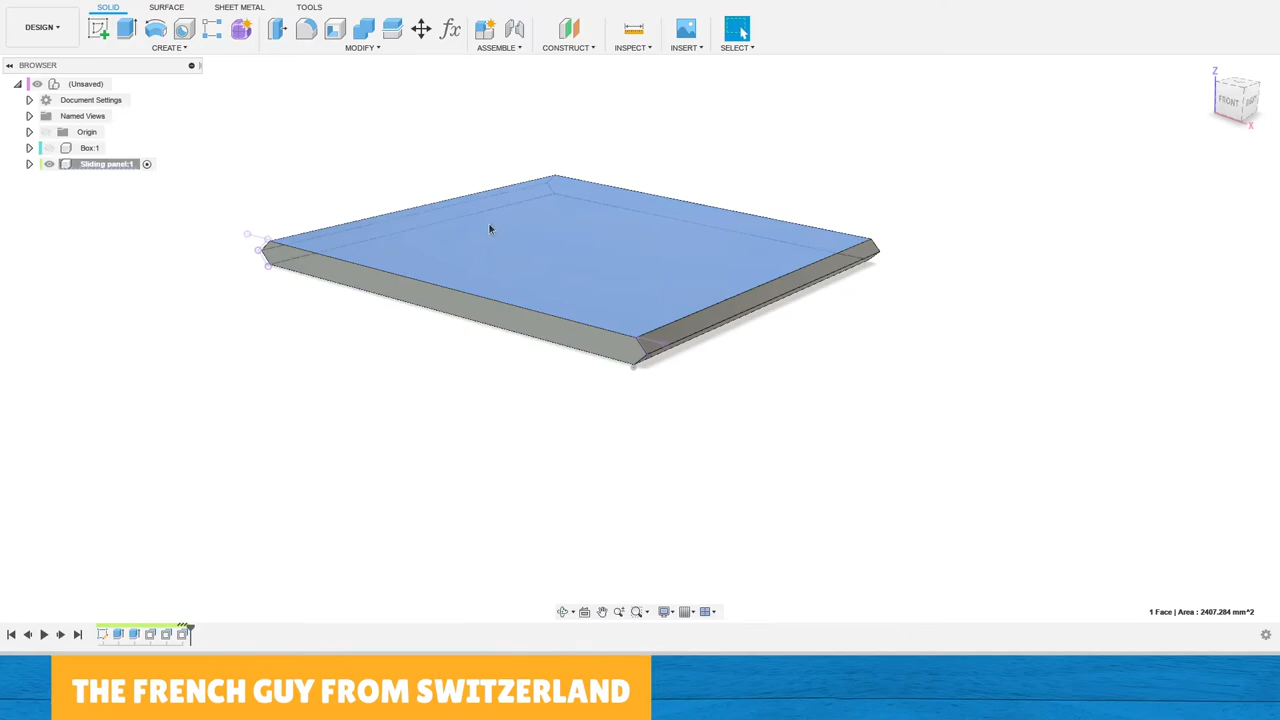 DESIGN
SOLID SURFACE SHEET METAL TOOLS
CREATE MODIFY ASSEMBLE CONSTRUCT INSPECT INSERT SELECT
BROWSER
(Unsaved)
Document Settings
Named Views
Origin
Box:1
Sliding panel:1
Z
FRONT RIGHT
X
1 Face | Area : 2407.284 mm^2
THE FRENCH GUY FROM SWITZERLAND